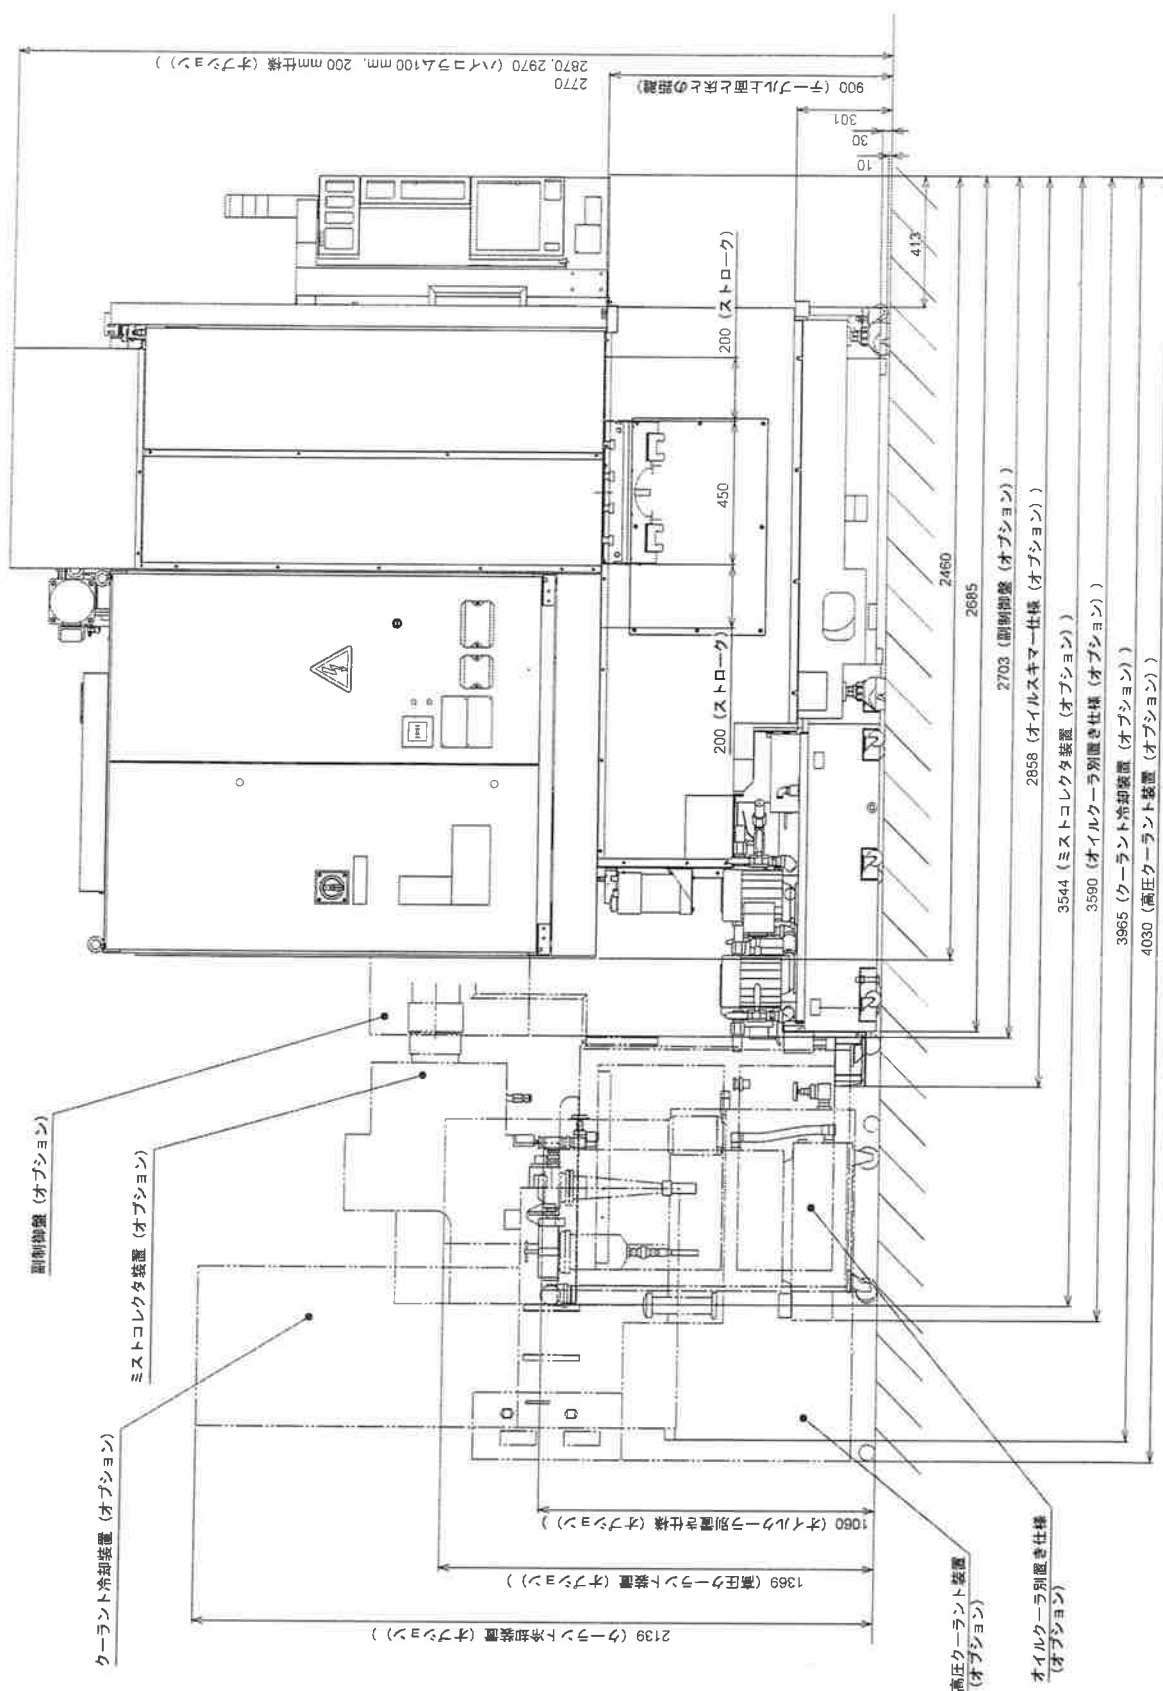 2770
2870, 2970 (ハイコラム100 mm, 200 mm仕様 (オプション) )
900 (テーブル上面と床との距離)
301
30
10
413
200 (ストローク)
450
200 (ストローク)
2460
2685
2703 (副制御盤 (オプション) )
2858 (オイルスキマー仕様 (オプション) )
3544 (ミストコレクタ装置 (オプション) )
3590 (オイルクーラ別置き仕様 (オプション) )
3965 (クーラント冷却装置 (オプション) )
4030 (高圧クーラント装置 (オプション) )
副制御盤 (オプション)
ミストコレクタ装置 (オプション)
クーラント冷却装置 (オプション)
1060 (オイルクーラ別置き仕様 (オプション) )
1369 (高圧クーラント装置 (オプション) )
2139 (クーラント冷却装置 (オプション) )
高圧クーラント装置
(オプション)
オイルクーラ別置き仕様
(オプション)